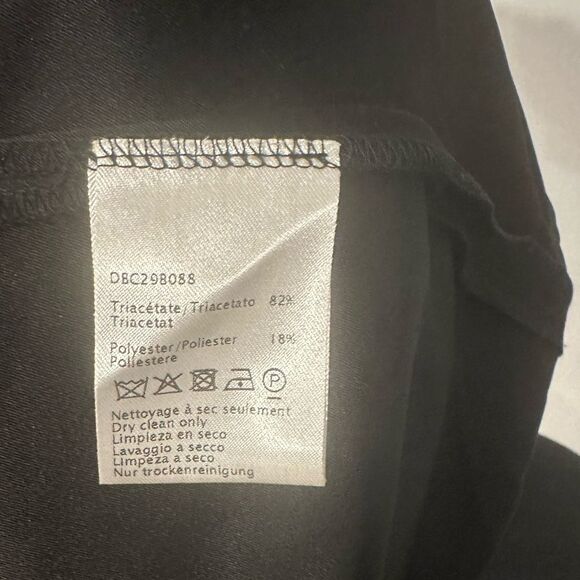 DBC29B088
Triacétate/Triacetato 82%
Triacetat
Polyester/Poliester 18%
Poliestere
P
Nettoyage à sec seulement
Dry clean only
Limpieza en seco
Lavaggio a secco
Limpeza a seco
Nur trockenreinigung